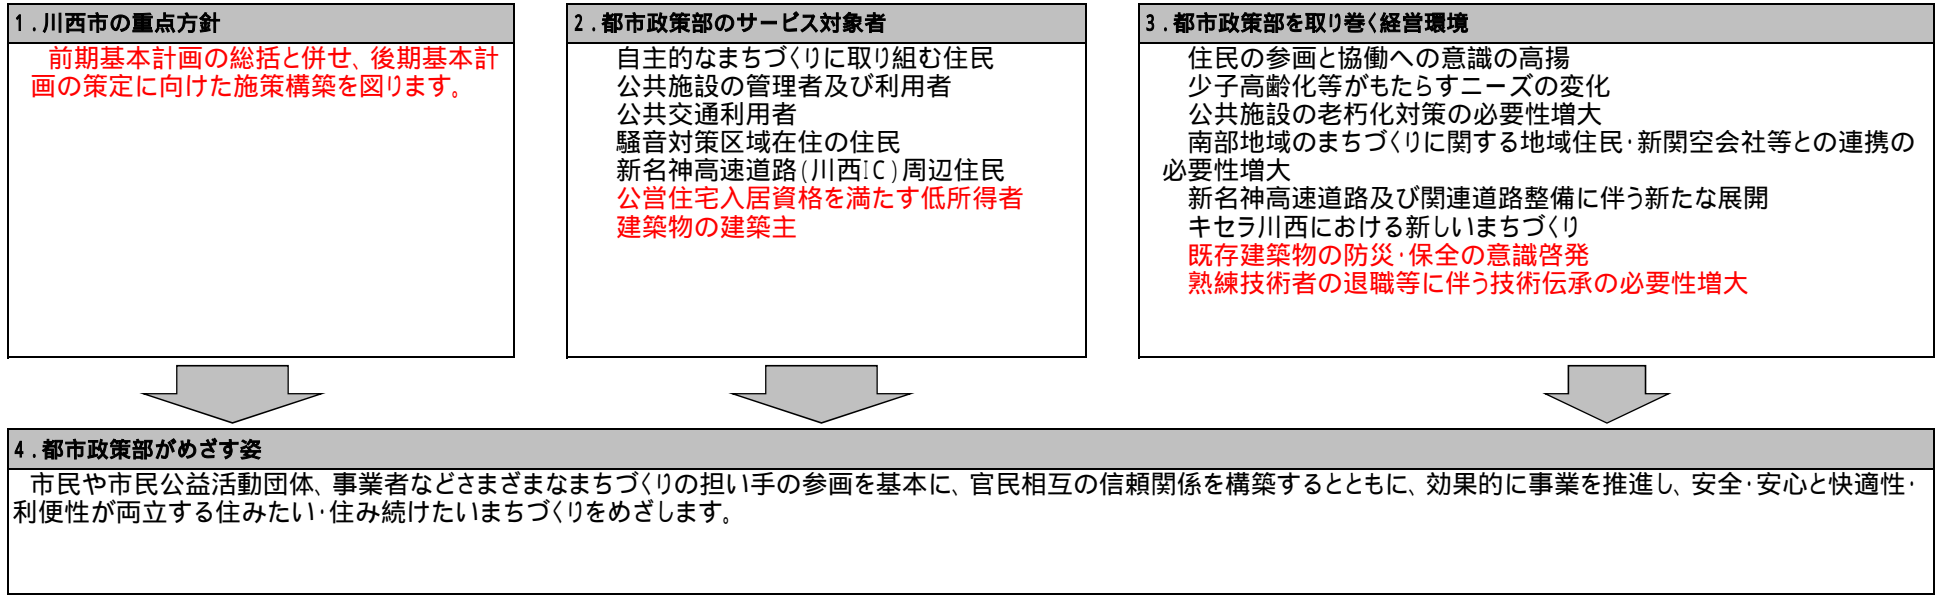 1．川西市の重点方針
前期基本計画の総括と併せ、後期基本計
画の策定に向けた施策構築を図ります。
2．都市政策部のサービス対象者
自主的なまちづくりに取り組む住民
公共施設の管理者及び利用者
公共交通利用者
騒音対策区域在住の住民
新名神高速道路(川西IC)周辺住民
公営住宅入居資格を満たす低所得者
建築物の建築主
3．都市政策部を取り巻く経営環境
住民の参画と協働への意識の高揚
少子高齢化等がもたらすニーズの変化
公共施設の老朽化対策の必要性増大
南部地域のまちづくりに関する地域住民・新関空会社等との連携の
必要性増大
新名神高速道路及び関連道路整備に伴う新たな展開
キセラ川西における新しいまちづくり
既存建築物の防災・保全の意識啓発
熟練技術者の退職等に伴う技術伝承の必要性増大
4．都市政策部がめざす姿
市民や市民公益活動団体、事業者などさまざまなまちづくりの担い手の参画を基本に、官民相互の信頼関係を構築するとともに、効果的に事業を推進し、安全・安心と快適性・
利便性が両立する住みたい・住み続けたいまちづくりをめざします。